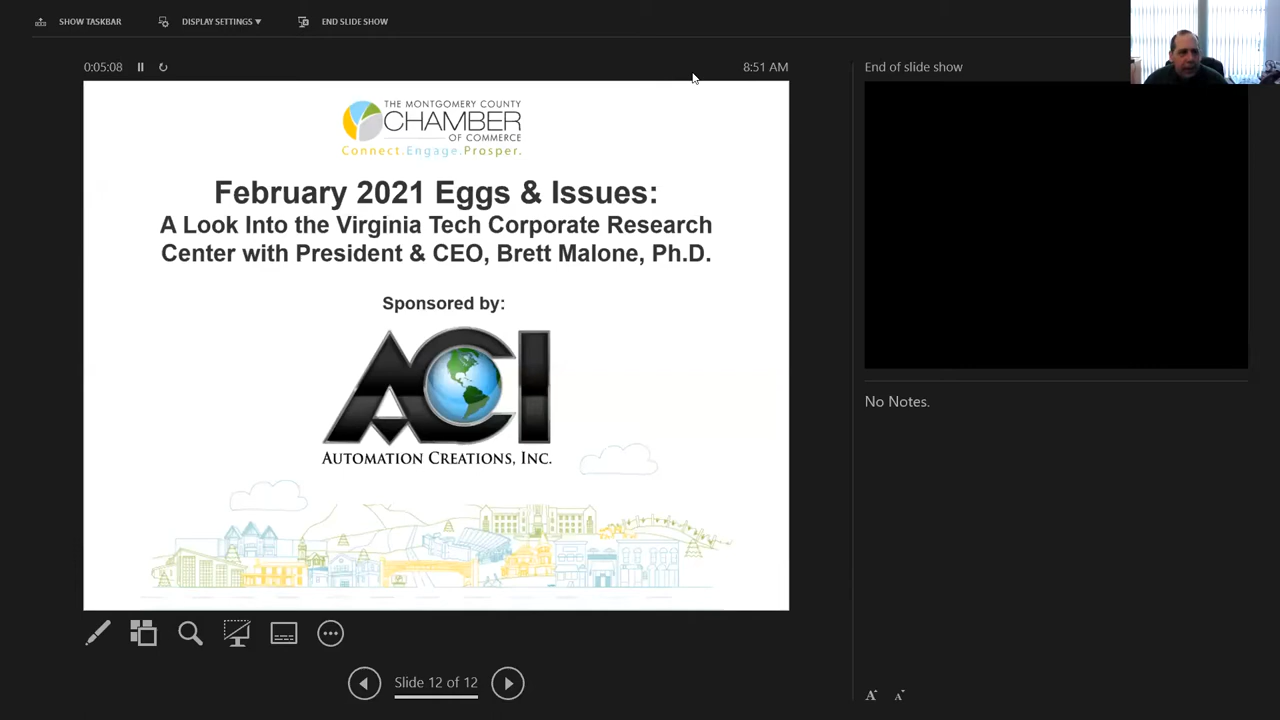 SHOW TASKBAR
DISPLAY SETTINGS ▼
END SLIDE SHOW
0:05:08
8:51 AM
End of slide show
THE MONTGOMERY COUNTY
CHAMBER
OF COMMERCE
Connect.Engage.Prosper.
February 2021 Eggs & Issues:
A Look Into the Virginia Tech Corporate Research
Center with President & CEO, Brett Malone, Ph.D.
Sponsored by:
ACI
AUTOMATION CREATIONS, INC.
No Notes.
Slide 12 of 12
A A